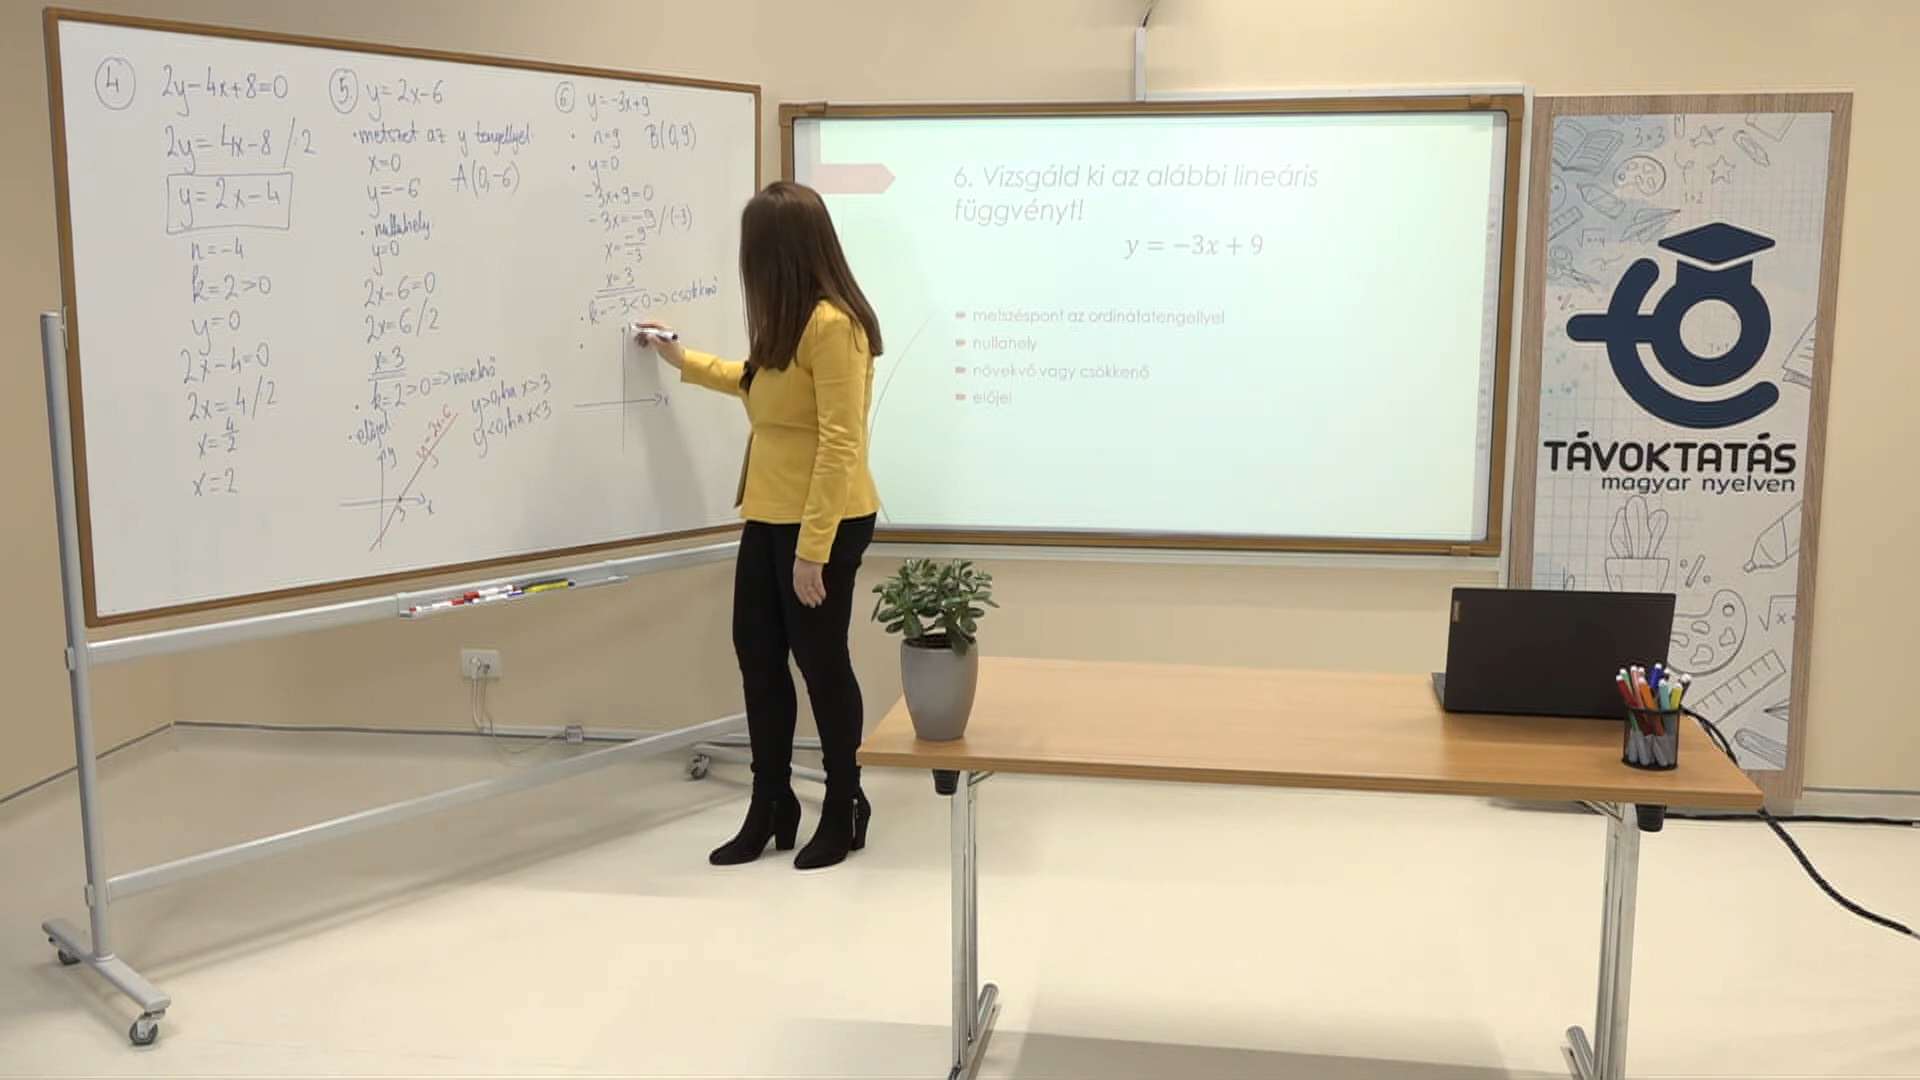 4 2y-4x+8=0
2y=4x-8 /:2
y=2x-4
n=-4
k=2>0
y=0
2x-4=0
2x=4/:2
x=4/2
x=2
5. y=2x-6
•metszet az y tengellyel:
x=0
y=-6 A(0,-6)
• nullahely:
y=0
2x-6=0
2x=6/:2
x=3
• k=2>0=>növekvő
•előjel:
y>0, ha x>3
y<0, ha x<3
y
y=2x-6
3
x
6. y=-3x+9
• n=9 B(0,9)
• y=0
-3x+9=0
-3x=-9/:(-3)
x=-9/-3
x=3
• k=-3<0=>csökkenő
•
x
6. Vizsgáld ki az alábbi lineáris
függvényt!
y = −3x + 9
metszéspont az ordinátatengellyel
nullahely
növekvő vagy csökkenő
előjel
TÁVOKTATÁS
magyar nyelven